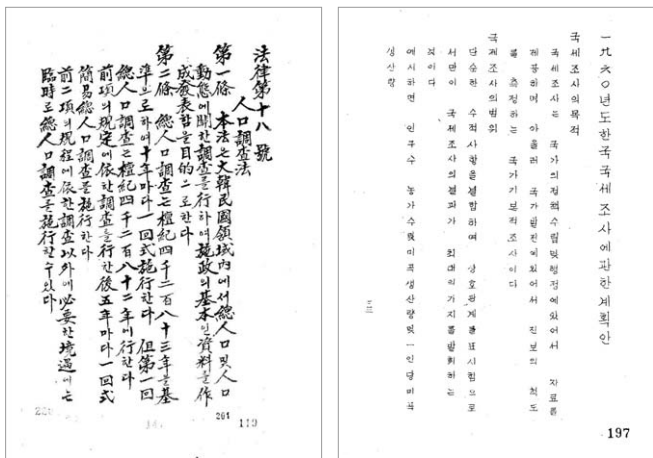 法律第十八號
人口調査法
第一條 本法은大韓民國領域內에서總人口및人口
動態에關한調査를行하여施政의基本인資料를作
成發表함을目的으로한다
第二條 總人口調査는檀紀四千二百八十三年을基
準으로하여十年마다一回式施行한다 但第一回
總人口調査는檀紀四千二百八十二年에行한다
前項의規定에依한調査를行한後五年마다一回式
簡易總人口調査를施行한다
前二項의規程에依한調査以外에必要한境遇에는
臨時로總人口調査를施行할수있다
201
119
一九六○년도한국국세조사에관한계획안
국세조사의목적
국세조사는 국가의정책수립및행정에있어서 자료를
제공하며 아울러 국가발전에있어서 진보의 척도
를 측정하는 국가기본적조사이다
국세조사의범위
단순한 수적사항을결합하며 상호관계를표시함으로
서만이 국세조사의결과가 최대의가치를발휘하는
것이다
예시하면 인구수 농가수및미곡생산량및一인당미곡
생산량
197